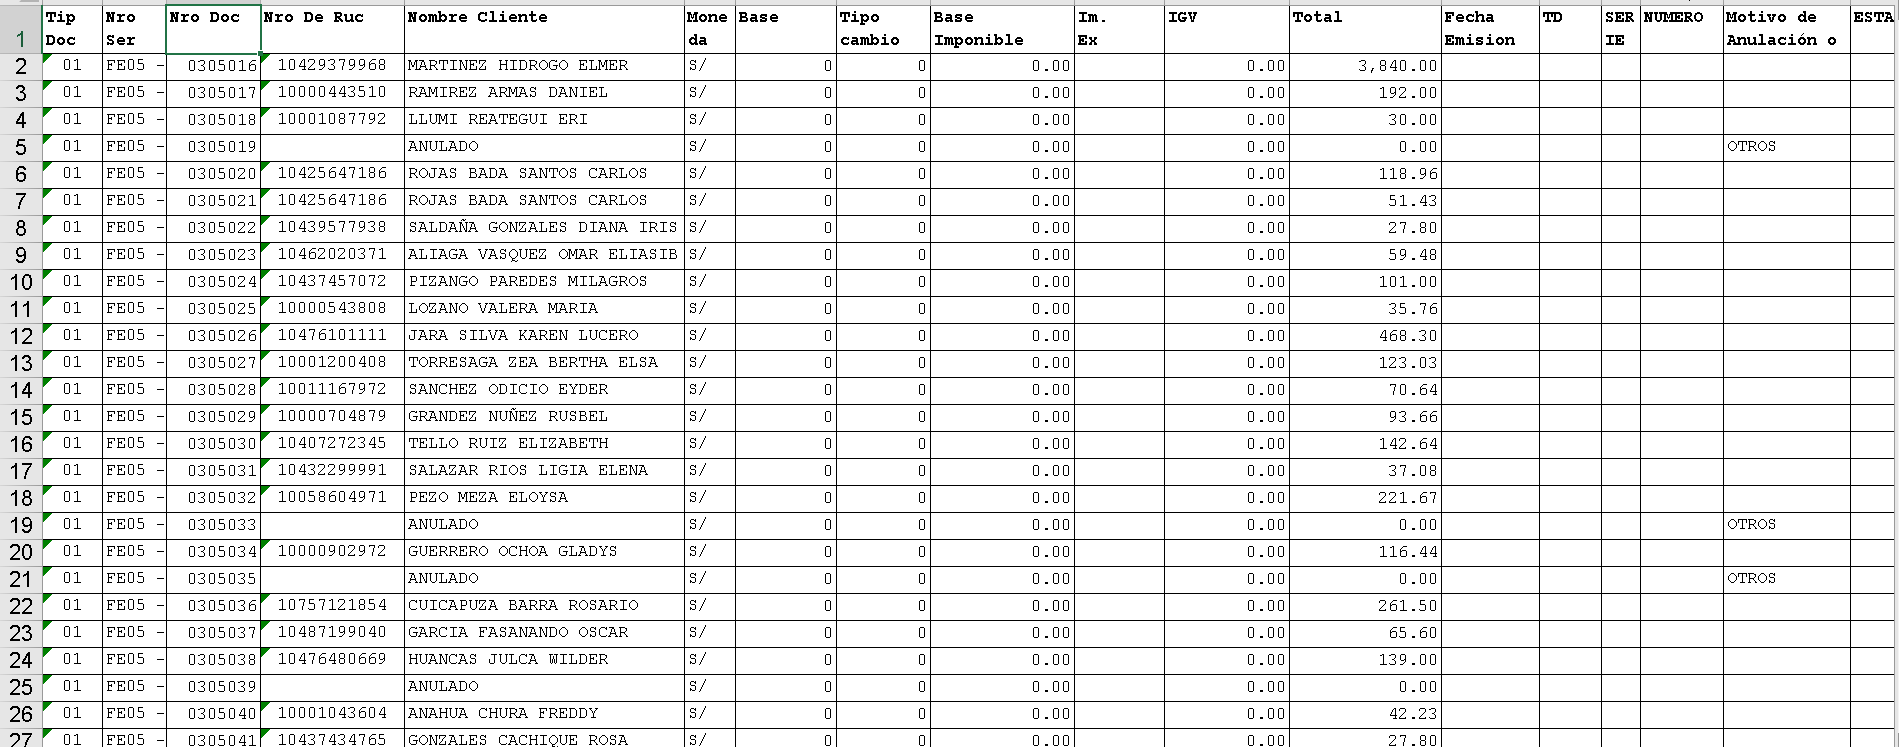 Tip Nro Nro Doc Nro De Ruc Nombre Cliente Mone Base Tipo Base Im. IGV Total Fecha TD SER NUMERO Motivo de ESTA
1 Doc Ser da cambio Imponible Ex Emision IE Anulación o
2 01 FE05 - 0305016 10429379968 MARTINEZ HIDROGO ELMER S/ 0 0 0.00 0.00 3,840.00
3 01 FE05 - 0305017 10000443510 RAMIREZ ARMAS DANIEL S/ 0 0 0.00 0.00 192.00
4 01 FE05 - 0305018 10001087792 LLUMI REATEGUI ERI S/ 0 0 0.00 0.00 30.00
5 01 FE05 - 0305019 ANULADO S/ 0 0 0.00 0.00 0.00 OTROS
6 01 FE05 - 0305020 10425647186 ROJAS BADA SANTOS CARLOS S/ 0 0 0.00 0.00 118.96
7 01 FE05 - 0305021 10425647186 ROJAS BADA SANTOS CARLOS S/ 0 0 0.00 0.00 51.43
8 01 FE05 - 0305022 10439577938 SALDAÑA GONZALES DIANA IRIS S/ 0 0 0.00 0.00 27.80
9 01 FE05 - 0305023 10462020371 ALIAGA VASQUEZ OMAR ELIASIB S/ 0 0 0.00 0.00 59.48
10 01 FE05 - 0305024 10437457072 PIZANGO PAREDES MILAGROS S/ 0 0 0.00 0.00 101.00
11 01 FE05 - 0305025 10000543808 LOZANO VALERA MARIA S/ 0 0 0.00 0.00 35.76
12 01 FE05 - 0305026 10476101111 JARA SILVA KAREN LUCERO S/ 0 0 0.00 0.00 468.30
13 01 FE05 - 0305027 10001200408 TORRESAGA ZEA BERTHA ELSA S/ 0 0 0.00 0.00 123.03
14 01 FE05 - 0305028 10011167972 SANCHEZ ODICIO EYDER S/ 0 0 0.00 0.00 70.64
15 01 FE05 - 0305029 10000704879 GRANDEZ NUÑEZ RUSBEL S/ 0 0 0.00 0.00 93.66
16 01 FE05 - 0305030 10407272345 TELLO RUIZ ELIZABETH S/ 0 0 0.00 0.00 142.64
17 01 FE05 - 0305031 10432299991 SALAZAR RIOS LIGIA ELENA S/ 0 0 0.00 0.00 37.08
18 01 FE05 - 0305032 10058604971 PEZO MEZA ELOYSA S/ 0 0 0.00 0.00 221.67
19 01 FE05 - 0305033 ANULADO S/ 0 0 0.00 0.00 0.00 OTROS
20 01 FE05 - 0305034 10000902972 GUERRERO OCHOA GLADYS S/ 0 0 0.00 0.00 116.44
21 01 FE05 - 0305035 ANULADO S/ 0 0 0.00 0.00 0.00 OTROS
22 01 FE05 - 0305036 10757121854 CUICAPUZA BARRA ROSARIO S/ 0 0 0.00 0.00 261.50
23 01 FE05 - 0305037 10487199040 GARCIA FASANANDO OSCAR S/ 0 0 0.00 0.00 65.60
24 01 FE05 - 0305038 10476480669 HUANCAS JULCA WILDER S/ 0 0 0.00 0.00 139.00
25 01 FE05 - 0305039 ANULADO S/ 0 0 0.00 0.00 0.00
26 01 FE05 - 0305040 10001043604 ANAHUA CHURA FREDDY S/ 0 0 0.00 0.00 42.23
27 01 FE05 - 0305041 10437434765 GONZALES CACHIQUE ROSA S/ 0 0 0.00 0.00 27.80